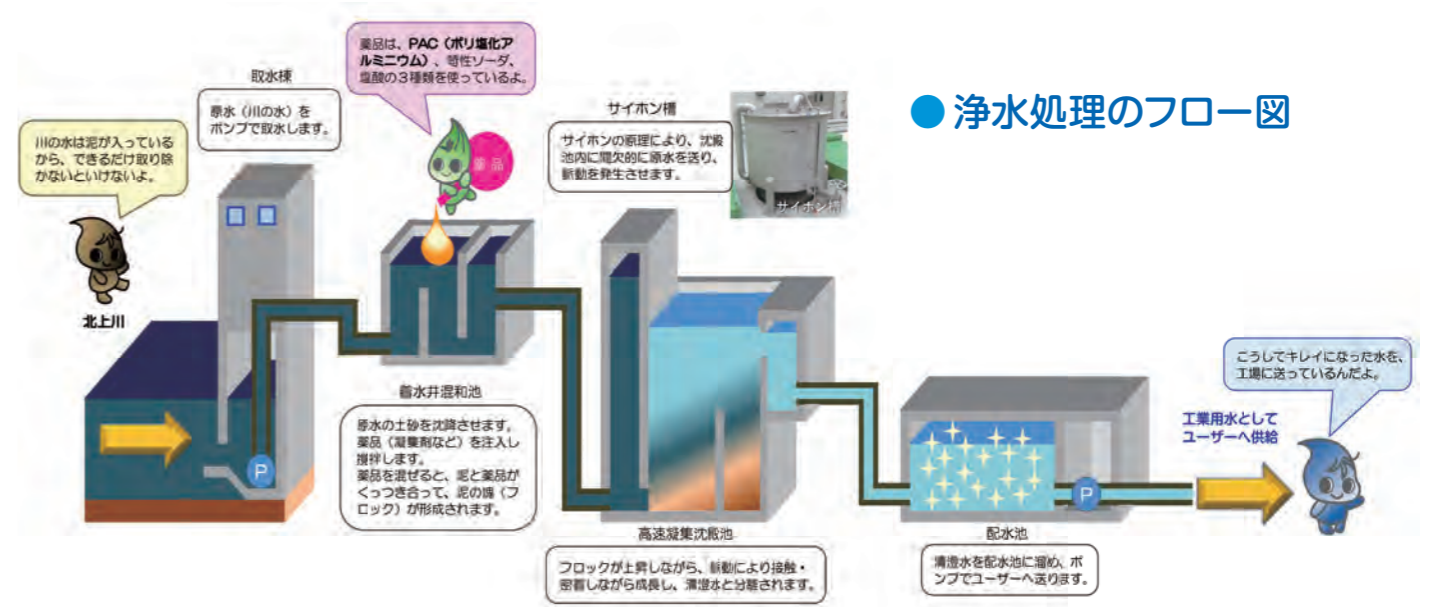 ● 浄水処理のフロー図
川の水は泥が入っている
から、できるだけ取り除
かないといけないよ。
北上川
取水棟
原水（川の水）を
ポンプで取水します。
P
薬品は、PAC（ポリ塩化ア
ルミニウム）、苛性ソーダ、
塩酸の3種類を使っているよ。
薬品
着水井混和池
原水の土砂を沈降させます。
薬品（凝集剤など）を注入し
撹拌します。
薬品を混ぜると、泥と薬品が
くっつき合って、泥の塊（フ
ロック）が形成されます。
サイホン槽
サイホンの原理により、沈殿
池内に間欠的に原水を送り、
脈動を発生させます。
サイホン槽
高速凝集沈殿池
フロックが上昇しながら、脈動により接触・
密着しながら成長し、清澄水と分離されます。
配水池
清澄水を配水池に溜め、ポ
ンプでユーザーへ送ります。
P
工業用水として
ユーザーへ供給
こうしてキレイになった水を、
工場に送っているんだよ。